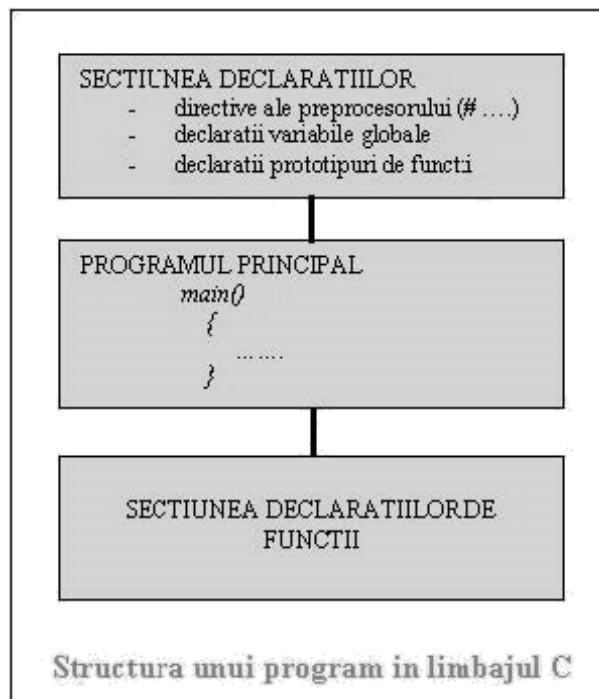 SECTIUNEA DECLARATIILOR
- directive ale preprocesorului (# ....)
- declaratii variabile globale
- declaratii prototipuri de functii
PROGRAMUL PRINCIPAL
main()
{
.......
}
SECTIUNEA DECLARATIILORDE
FUNCTII
Structura unui program in limbajul C